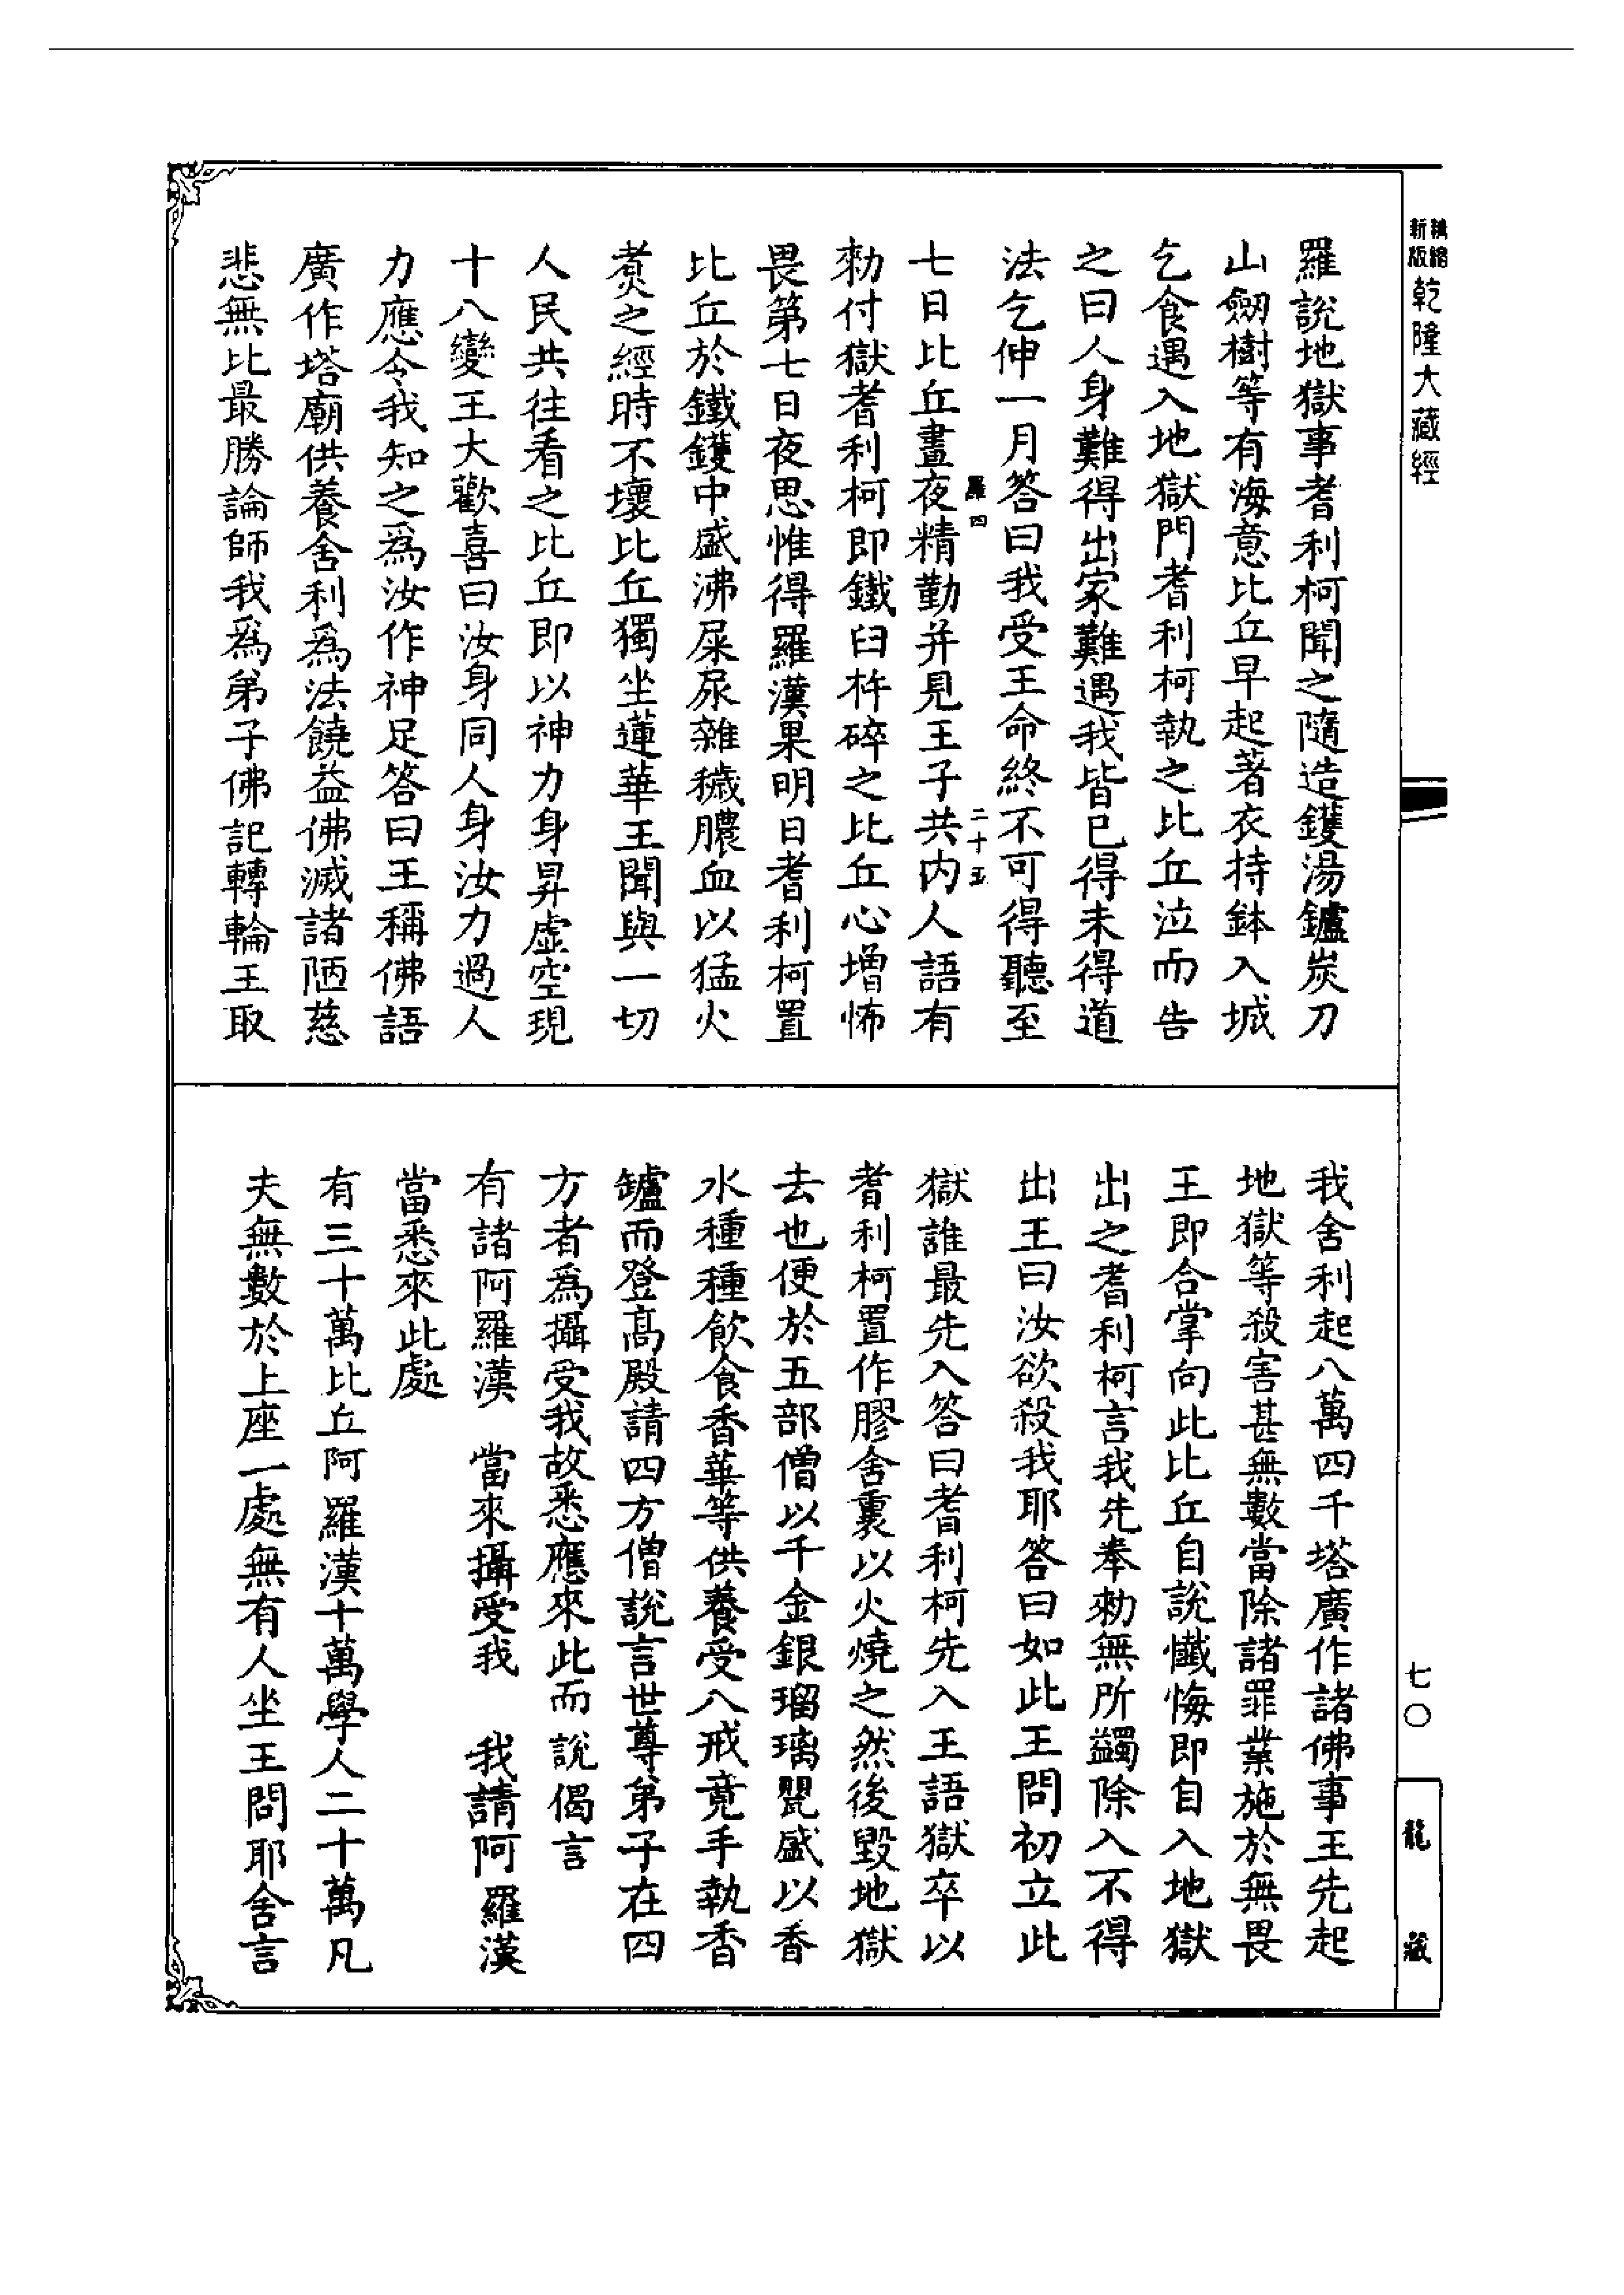 新版精縮乾隆大藏經
羅說地獄事耆利柯聞之隨造鑊湯鑪炭刀
山劒樹等有海意比丘早起著衣持鉢入城
乞食遇入地獄門耆利柯執之比丘泣而告
之曰人身難得出家難遇我皆已得未得道
法乞伸一月答曰我受王命終不可得聽至
羅四 二十五
七日比丘晝夜精勤并見王子共内人語有
勑付獄耆利柯即鐵臼杵碎之比丘心增怖
畏第七日夜思惟得羅漢果明日耆利柯置
比丘於鐵鑊中盛沸屎尿雜穢膿血以猛火
煑之經時不壞比丘獨坐蓮華王聞與一切
人民共往看之比丘即以神力身昇虛空現
十八變王大歡喜曰汝身同人身汝力過人
力應令我知之爲汝作神足答曰王稱佛語
廣作塔廟供養舍利爲法饒益佛滅諸陋慈
悲無比最勝論師我爲弟子佛記轉輪王取
我舍利起八萬四千塔廣作諸佛事王先起
地獄等殺害甚無數當除諸罪業施於無畏
王即合掌向此比丘自說懺悔即自入地獄
出之耆利柯言我先奉勑無所蠲除入不得
出王曰汝欲殺我耶答曰如此王問初立此
獄誰最先入答曰耆利柯先入王語獄卒以
耆利柯置作膠舍裏以火燒之然後毀地獄
去也便於五部僧以千金銀瑠璃甖盛以香
水種種飲食香華等供養受八戒竟手執香
鑪而登高殿請四方僧說言世尊弟子在四
方者爲攝受我故悉應來此而說偈言
有諸阿羅漢　當來攝受我　我請阿羅漢
當悉來此處
有三十萬比丘阿羅漢十萬學人二十萬凡
夫無數於上座一處無有人坐王問耶舍言
七〇
龍藏